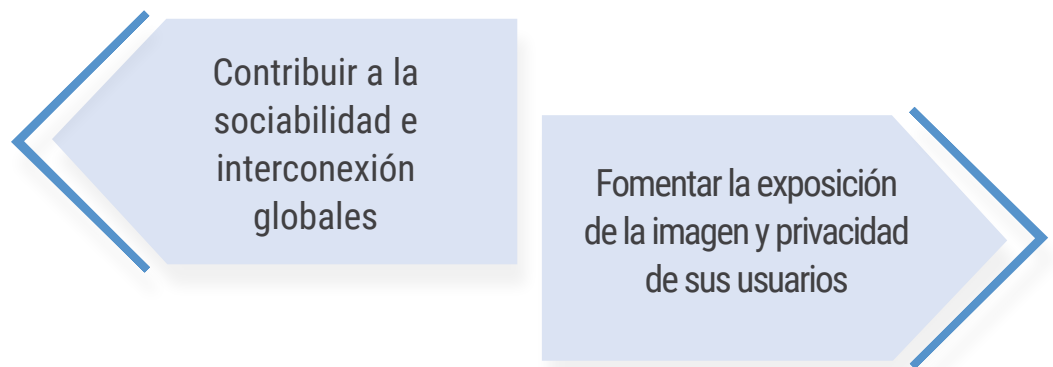 Contribuir a la
sociabilidad e
interconexión
globales
Fomentar la exposición
de la imagen y privacidad
de sus usuarios